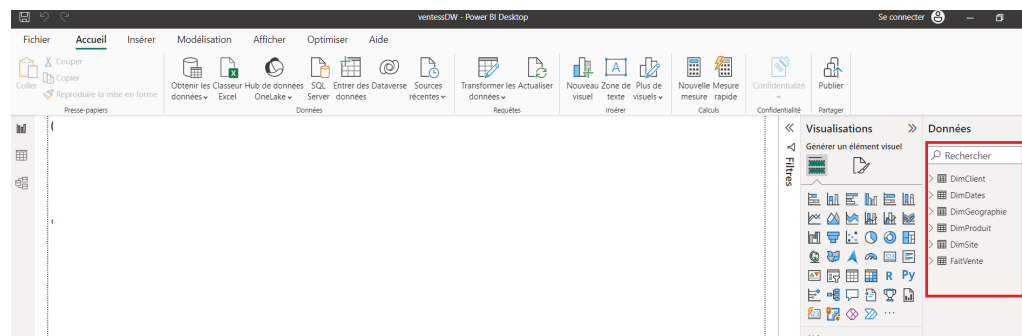 ventessDW - Power BI Desktop
Se connecter
Fichier Accueil Insérer Modélisation Afficher Optimiser Aide
Coller
Couper
Copier
Reproduire la mise en forme
Presse-papiers
Obtenir les données
Classeur Excel
Hub de données OneLake
SQL Server
Entrer des données
Dataverse
Sources récentes
Données
Transformer les données
Actualiser
Requêtes
Nouveau visuel
Zone de texte
Plus de visuels
Insérer
Nouvelle mesure
Mesure rapide
Calculs
Confidentialité
Confidentialité
Publier
Partager
Filtres
Visualisations
Générer un élément visuel
R Py
Données
Rechercher
DimClient
DimDates
DimGeographie
DimProduit
DimSite
FaitVente